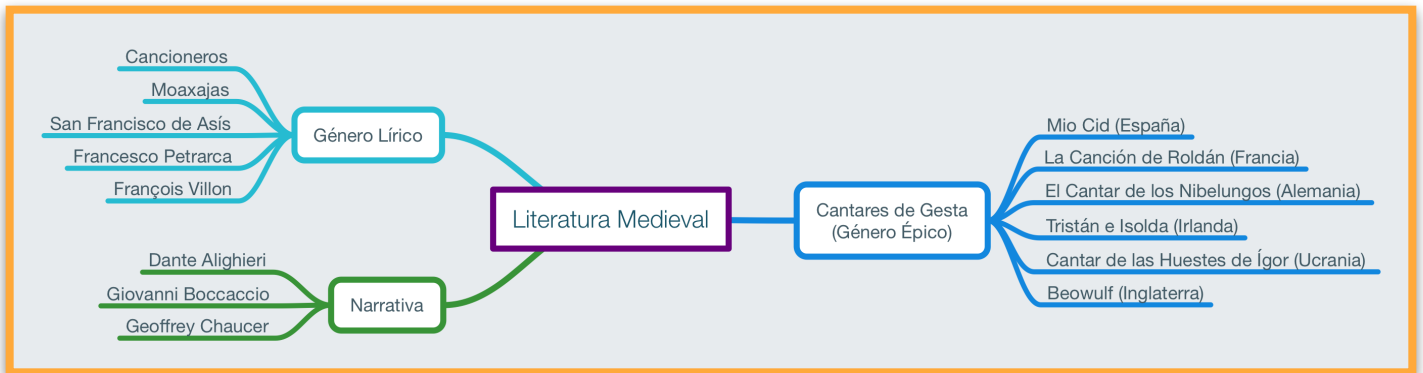 Cancioneros
Moaxajas
San Francisco de Asís
Francesco Petrarca
François Villon
Género Lírico
Dante Alighieri
Giovanni Boccaccio
Geoffrey Chaucer
Narrativa
Literatura Medieval
Cantares de Gesta
(Género Épico)
Mio Cid (España)
La Canción de Roldán (Francia)
El Cantar de los Nibelungos (Alemania)
Tristán e Isolda (Irlanda)
Cantar de las Huestes de Ígor (Ucrania)
Beowulf (Inglaterra)